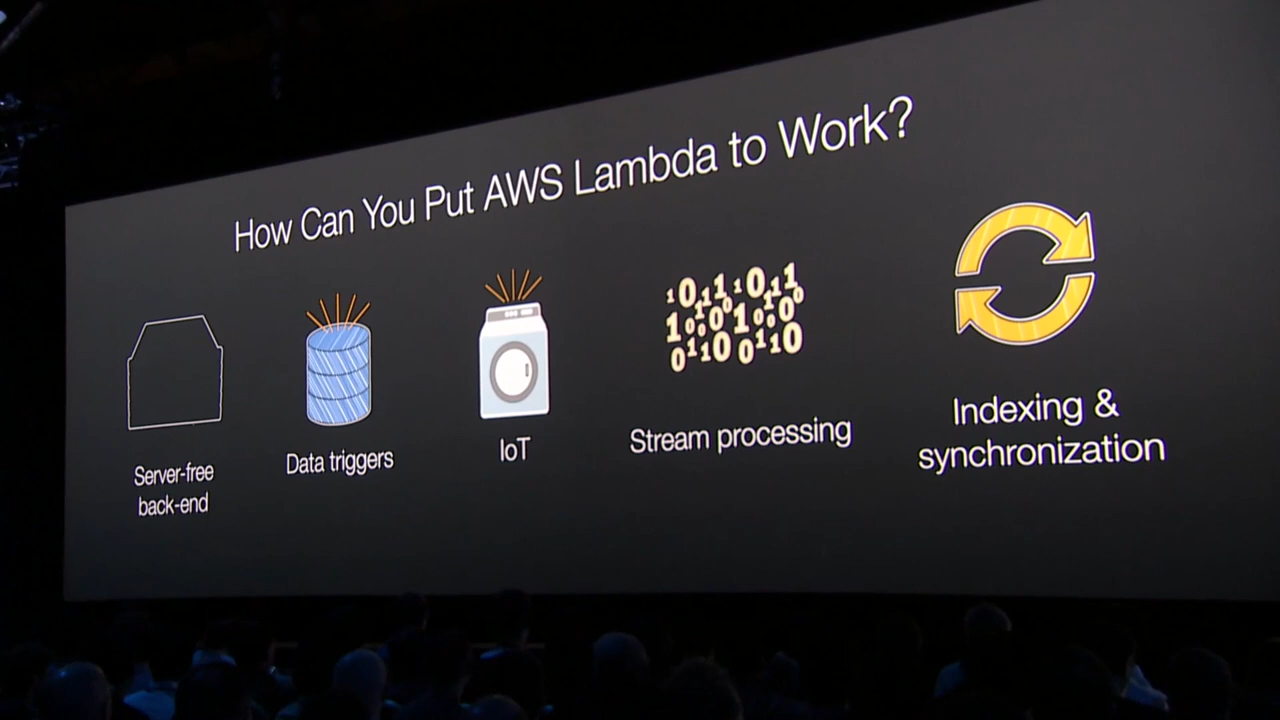 How Can You Put AWS Lambda to Work?
Server-free
back-end
Data triggers
IoT
Stream processing
Indexing &
synchronization